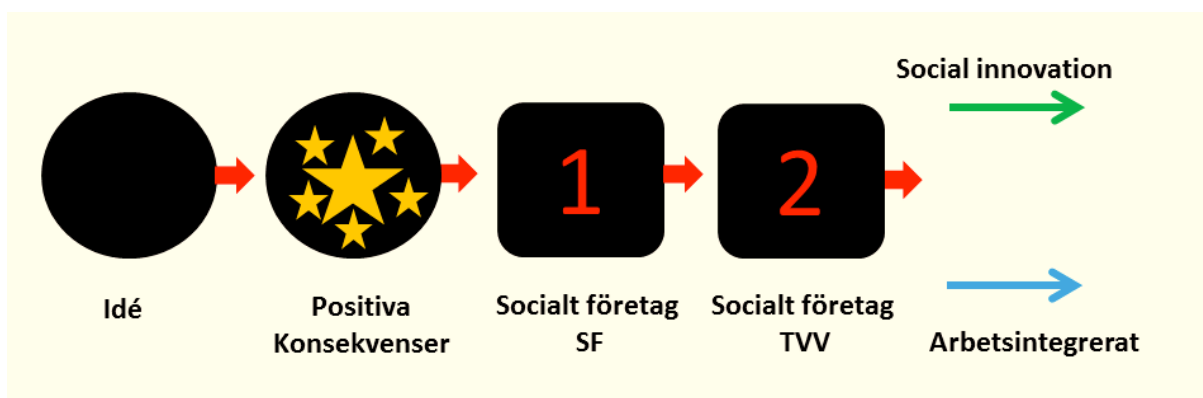 Social innovation
1
2
Idé
Positiva
Konsekvenser
Socialt företag
SF
Socialt företag
TVV
Arbetsintegrerat